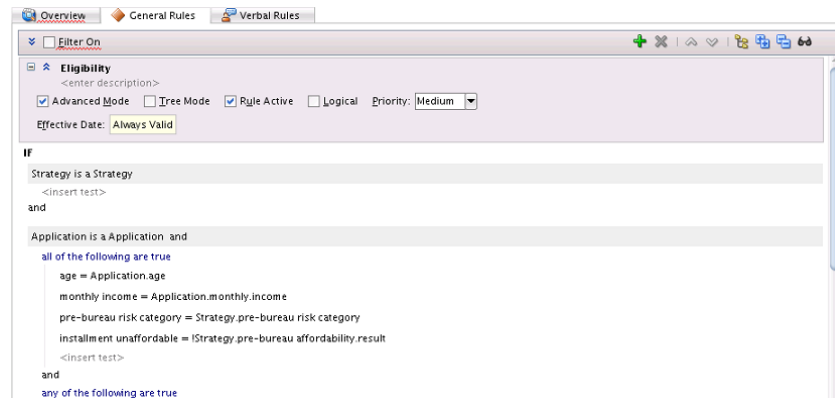 Overview General Rules Verbal Rules
Filter On
Eligibility
<enter description>
Advanced Mode Tree Mode Rule Active Logical Priority: Medium
Effective Date: Always Valid
IF
Strategy is a Strategy
<insert test>
and
Application is a Application and
all of the following are true
age = Application.age
monthly income = Application.monthly.income
pre-bureau risk category = Strategy.pre-bureau risk category
installment unaffordable = !Strategy.pre-bureau affordability.result
<insert test>
and
any of the following are true